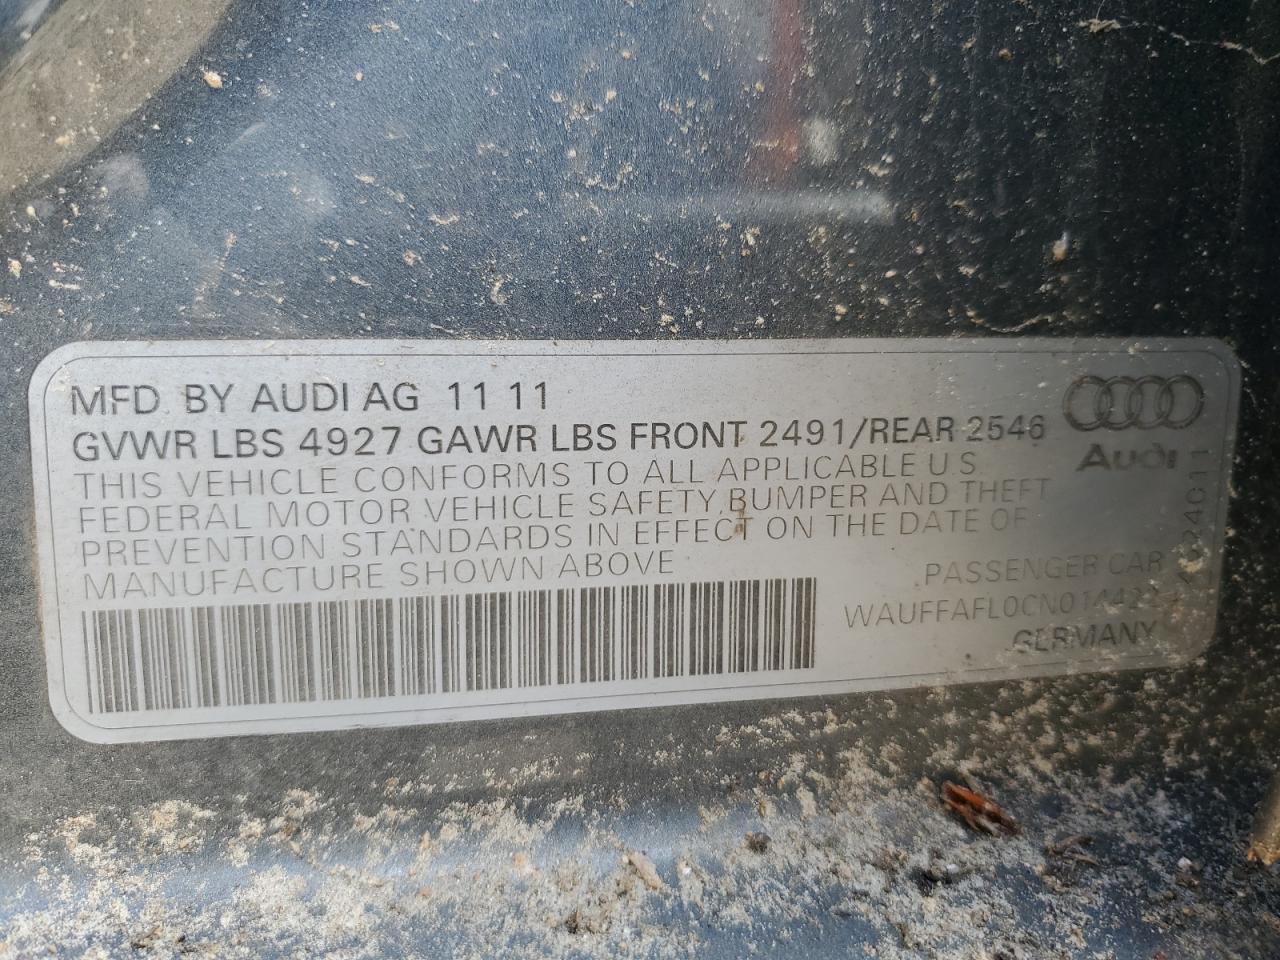 MFD. BY AUDI AG 11 11
GVWR LBS 4927 GAWR LBS FRONT 2491/REAR 2546
Audi
THIS VEHICLE CONFORMS TO ALL APPLICABLE U.S.
FEDERAL MOTOR VEHICLE SAFETY, BUMPER AND THEFT
PREVENTION STANDARDS IN EFFECT ON THE DATE OF
MANUFACTURE SHOWN ABOVE
PASSENGER CAR
GERMANY